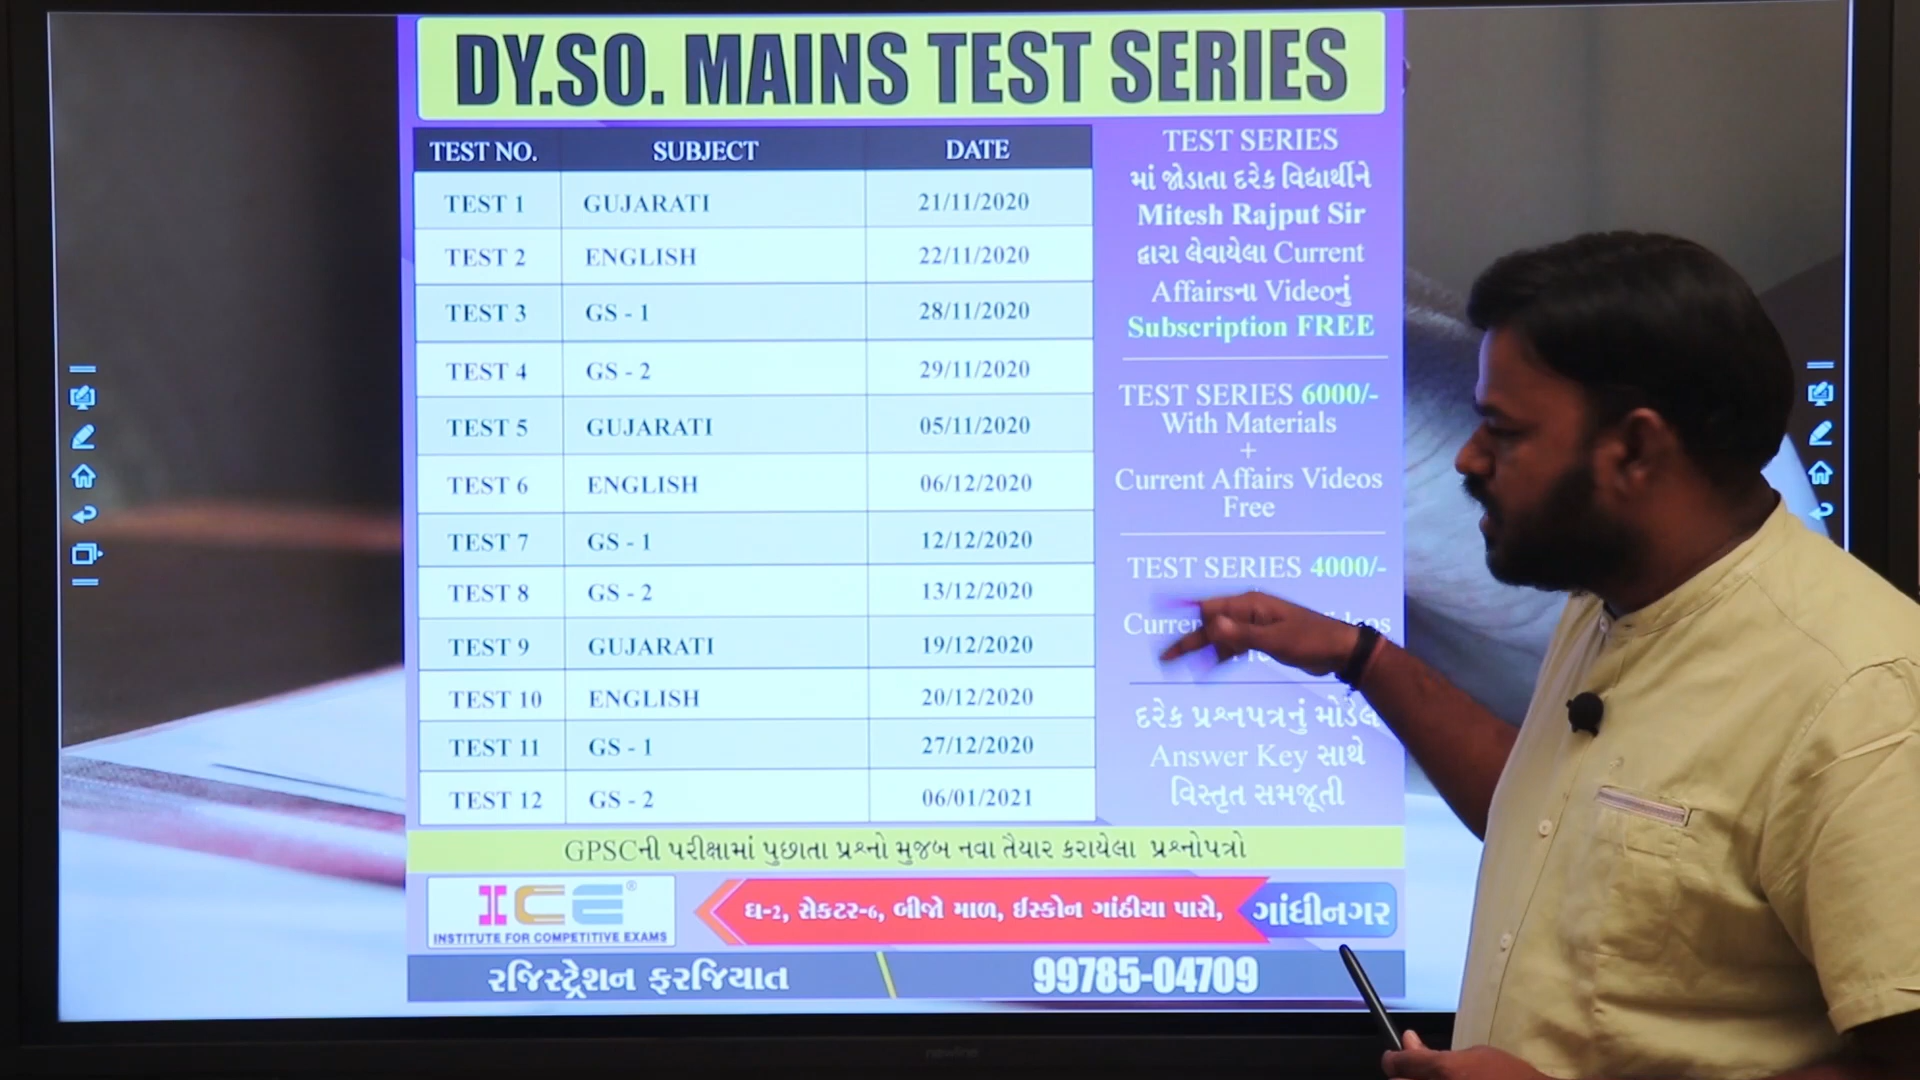 DY.SO. MAINS TEST SERIES
TEST NO. SUBJECT DATE
TEST 1 GUJARATI 21/11/2020
TEST 2 ENGLISH 22/11/2020
TEST 3 GS - 1 28/11/2020
TEST 4 GS - 2 29/11/2020
TEST 5 GUJARATI 05/11/2020
TEST 6 ENGLISH 06/12/2020
TEST 7 GS - 1 12/12/2020
TEST 8 GS - 2 13/12/2020
TEST 9 GUJARATI 19/12/2020
TEST 10 ENGLISH 20/12/2020
TEST 11 GS - 1 27/12/2020
TEST 12 GS - 2 06/01/2021
TEST SERIES
માં જોડાતા દરેક વિદ્યાર્થીને
Mitesh Rajput Sir
દ્વારા લેવાયેલા Current
Affairsના Videoનું
Subscription FREE
TEST SERIES 6000/-
With Materials
+
Current Affairs Videos
Free
TEST SERIES 4000/-
દરેક પ્રશ્નપત્રનું મોડેલ
Answer Key સાથે
વિસ્તૃત સમજૂતી
GPSCની પરીક્ષામાં પુછાતા પ્રશ્નો મુજબ નવા તૈયાર કરાયેલા પ્રશ્નોપત્રો
ICE®
INSTITUTE FOR COMPETITIVE EXAMS
ઘ-2, સેકટર-6, બીજો માળ, ઈસ્કોન ગાંઠીયા પાસે, ગાંધીનગર
રજિસ્ટ્રેશન ફરજિયાત 99785-04709
newline